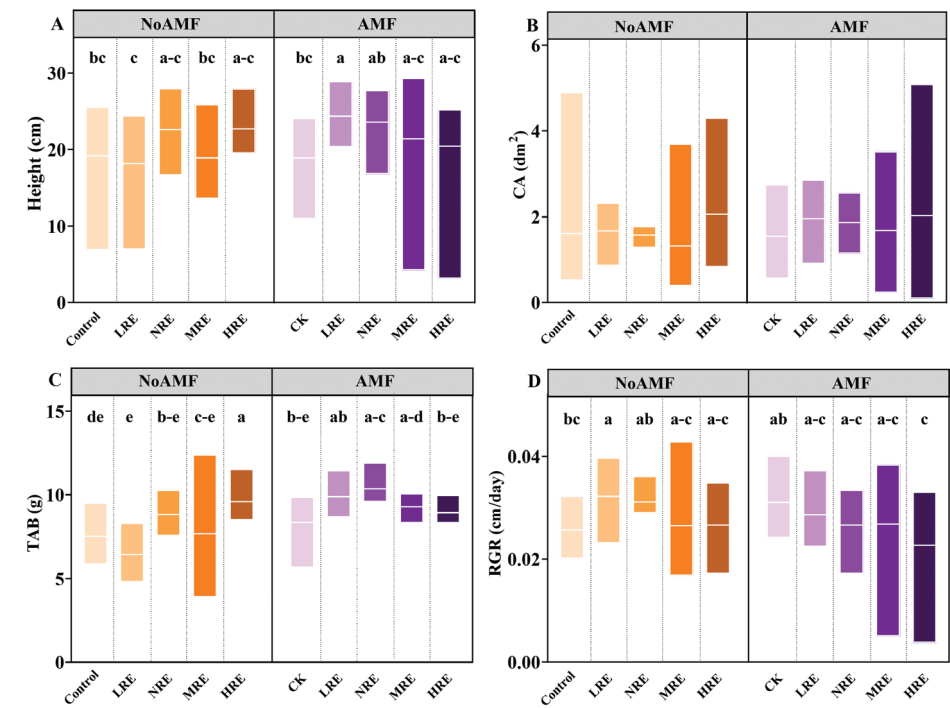 A
NoAMF AMF
bc c a-c bc a-c bc a ab a-c a-c
Height (cm)
30
20
10
0
Control LRE NRE MRE HRE CK LRE NRE MRE HRE
B
NoAMF AMF
CA (dm2)
6
4
2
0
Control LRE NRE MRE HRE CK LRE NRE MRE HRE
C
NoAMF AMF
de e b-e c-e a b-e ab a-c a-d b-e
TAB (g)
15
10
5
0
Control LRE NRE MRE HRE CK LRE NRE MRE HRE
D
NoAMF AMF
bc a ab a-c a-c ab a-c a-c a-c c
RGR (cm/day)
0.04
0.02
0.00
Control LRE NRE MRE HRE CK LRE NRE MRE HRE